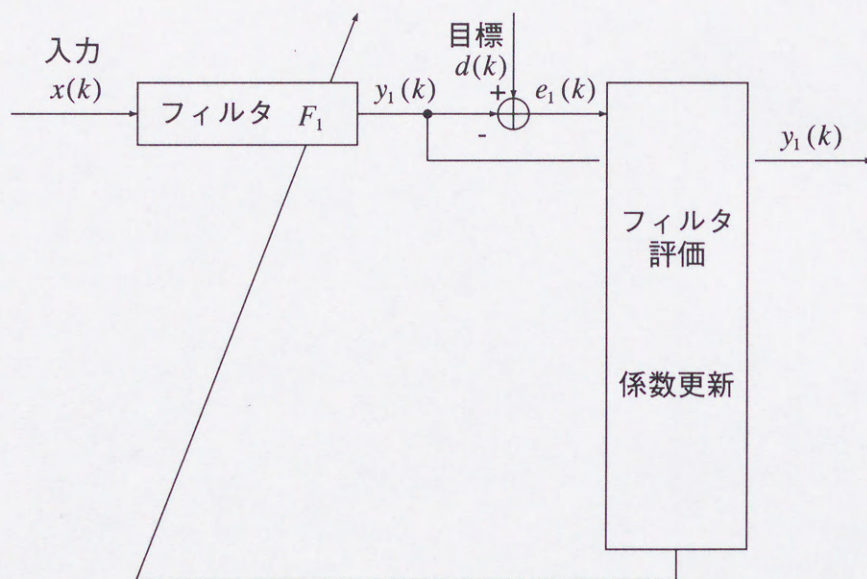 入力
x(k)
フィルタ F₁
y₁(k)
目標
d(k)
+
-
e₁(k)
フィルタ
評価
係数更新
y₁(k)